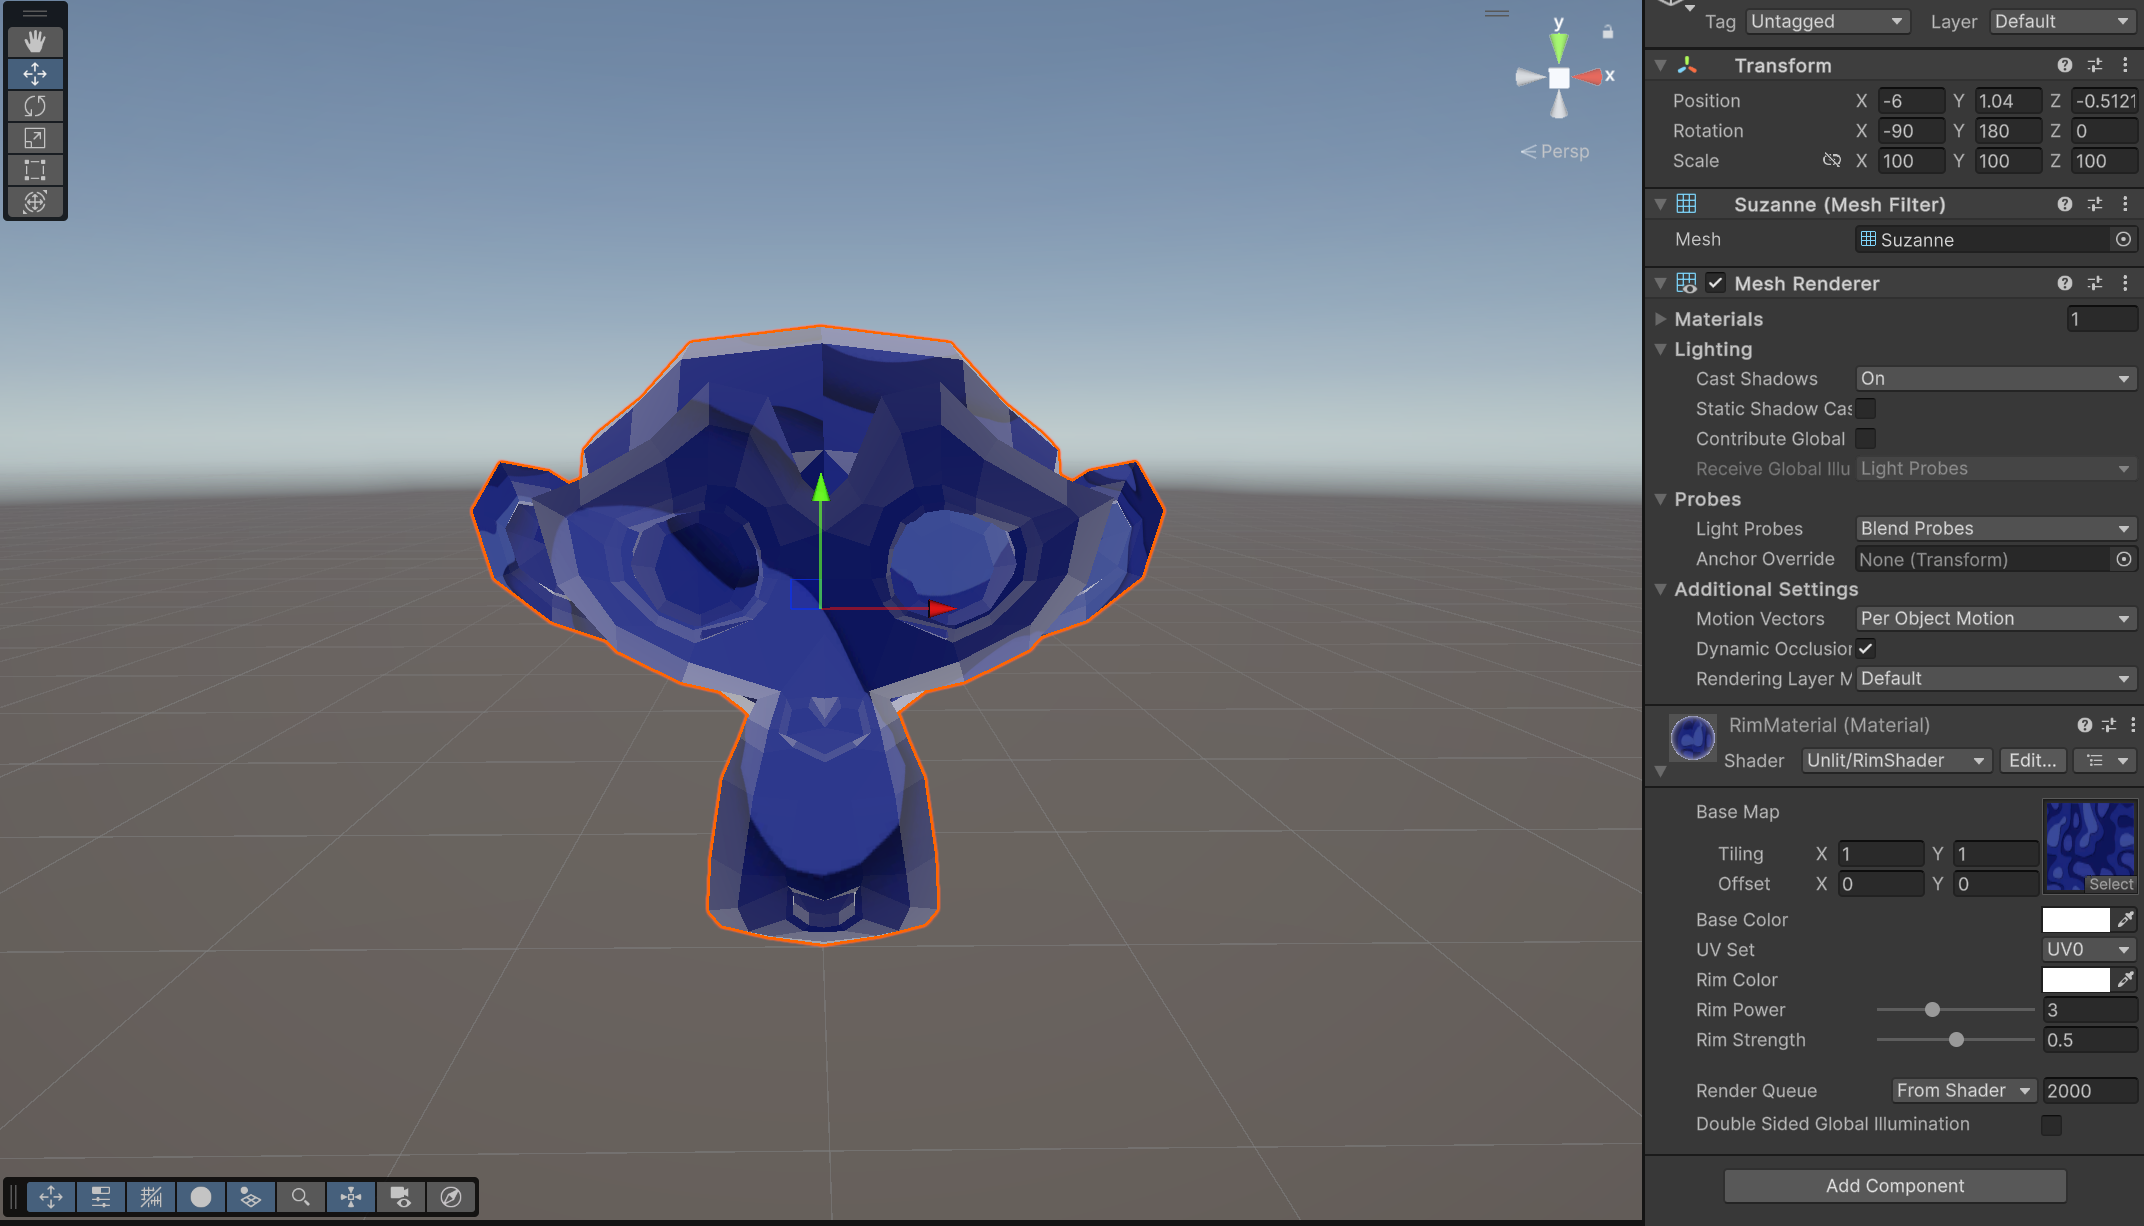 y
x
Persp
Tag Untagged Layer Default
Transform
Position X -6 Y 1.04 Z -0.5121
Rotation X -90 Y 180 Z 0
Scale X 100 Y 100 Z 100
Suzanne (Mesh Filter)
Mesh Suzanne
Mesh Renderer
Materials 1
Lighting
Cast Shadows On
Static Shadow Cas
Contribute Global
Receive Global Illu Light Probes
Probes
Light Probes Blend Probes
Anchor Override None (Transform)
Additional Settings
Motion Vectors Per Object Motion
Dynamic Occlusion
Rendering Layer M Default
RimMaterial (Material)
Shader Unlit/RimShader Edit...
Base Map
Tiling X 1 Y 1
Offset X 0 Y 0
Select
Base Color
UV Set UV0
Rim Color
Rim Power 3
Rim Strength 0.5
Render Queue From Shader 2000
Double Sided Global Illumination
Add Component